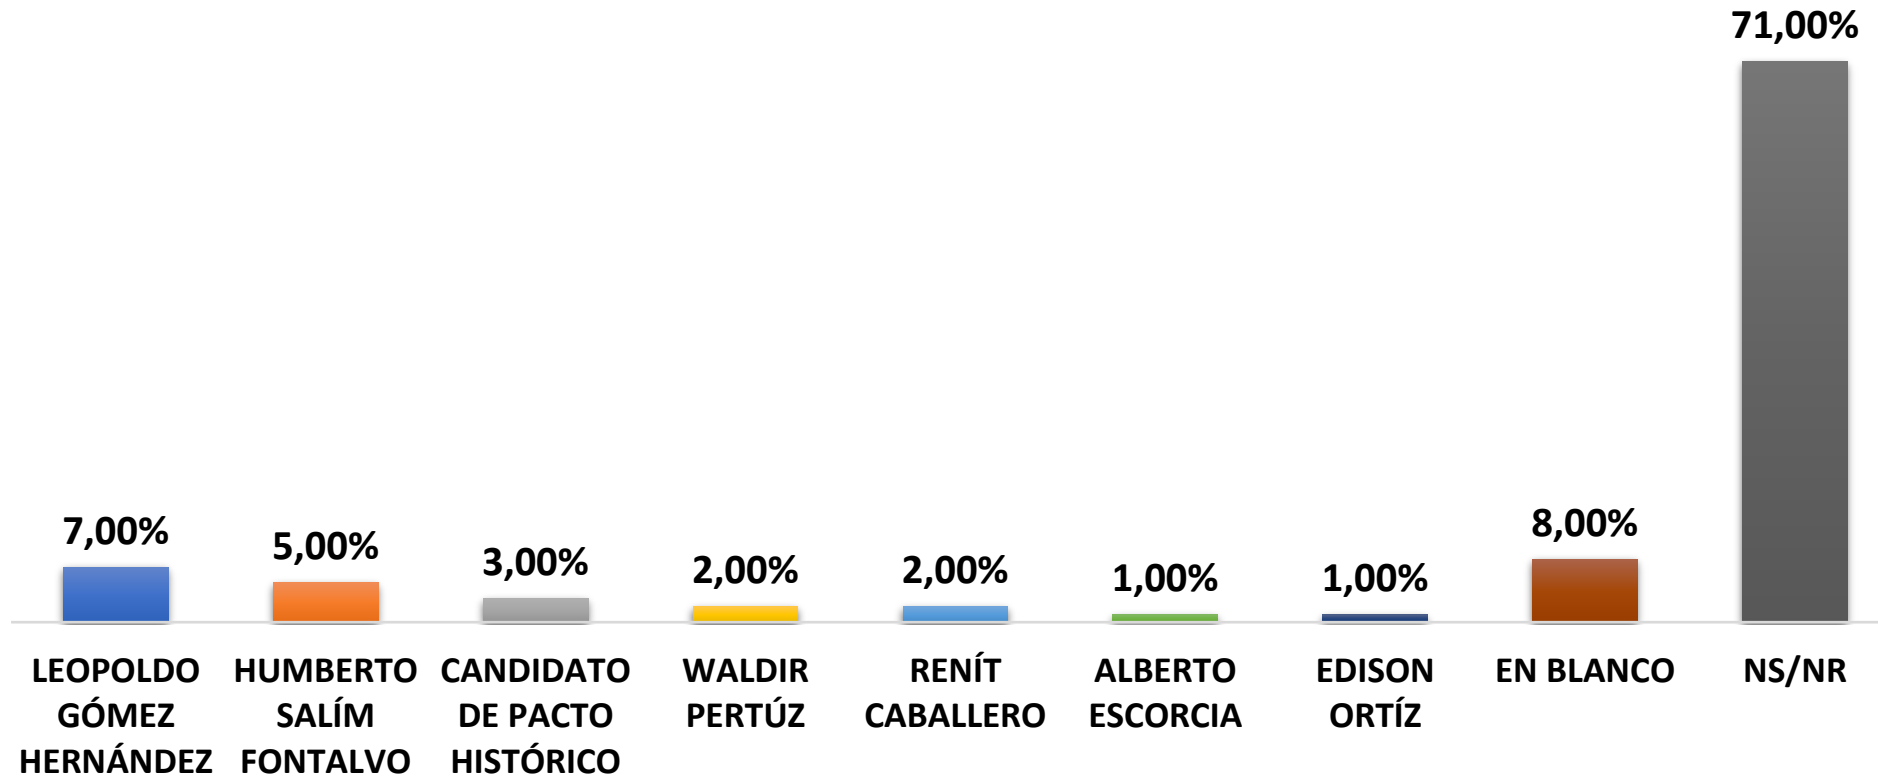 71,00%
7,00%
5,00%
3,00%
2,00%
2,00%
1,00%
1,00%
8,00%
LEOPOLDO
GÓMEZ
HERNÁNDEZ
HUMBERTO
SALÍM
FONTALVO
CANDIDATO
DE PACTO
HISTÓRICO
WALDIR
PERTÚZ
RENÍT
CABALLERO
ALBERTO
ESCORCIA
EDISON
ORTÍZ
EN BLANCO
NS/NR